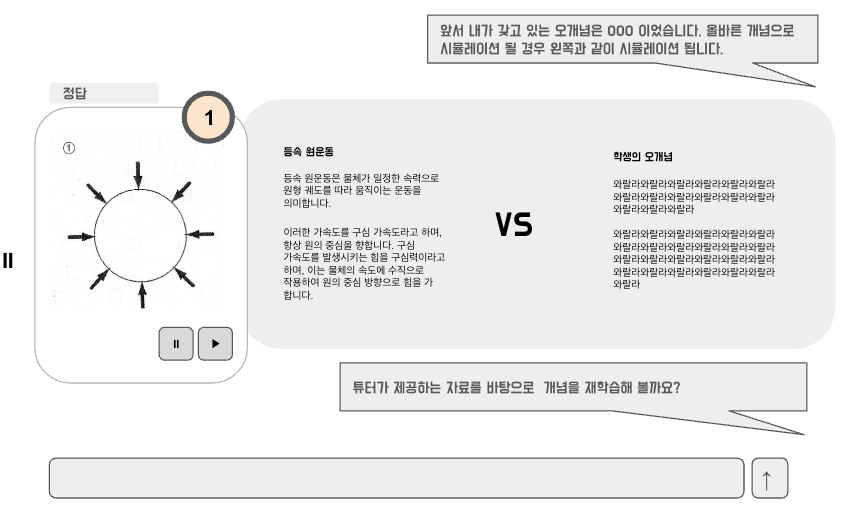 앞서 내가 갖고 있는 오개념은 OOO 이었습니다. 올바른 개념으로
시뮬레이션 될 경우 왼쪽과 같이 시뮬레이션 됩니다.
정답
1
①
등속 원운동
등속 원운동은 물체가 일정한 속력으로
원형 궤도를 따라 움직이는 운동을
의미합니다.
이러한 가속도를 구심 가속도라고 하며,
항상 원의 중심을 향합니다. 구심
가속도를 발생시키는 힘을 구심력이라고
하며, 이는 물체의 속도에 수직으로
작용하여 원의 중심 방향으로 힘을 가
합니다.
VS
학생의 오개념
와랄라와랄라와랄라와랄라와랄라와랄라
와랄라와랄라와랄라와랄라와랄라와랄라
와랄라와랄라와랄라
와랄라와랄라와랄라와랄라와랄라와랄라
와랄라와랄라와랄라와랄라와랄라와랄라
와랄라와랄라와랄라와랄라와랄라와랄라
와랄라와랄라와랄라와랄라와랄라와랄라
와랄라
튜터가 제공하는 자료를 바탕으로 개념을 재학습해 볼까요?